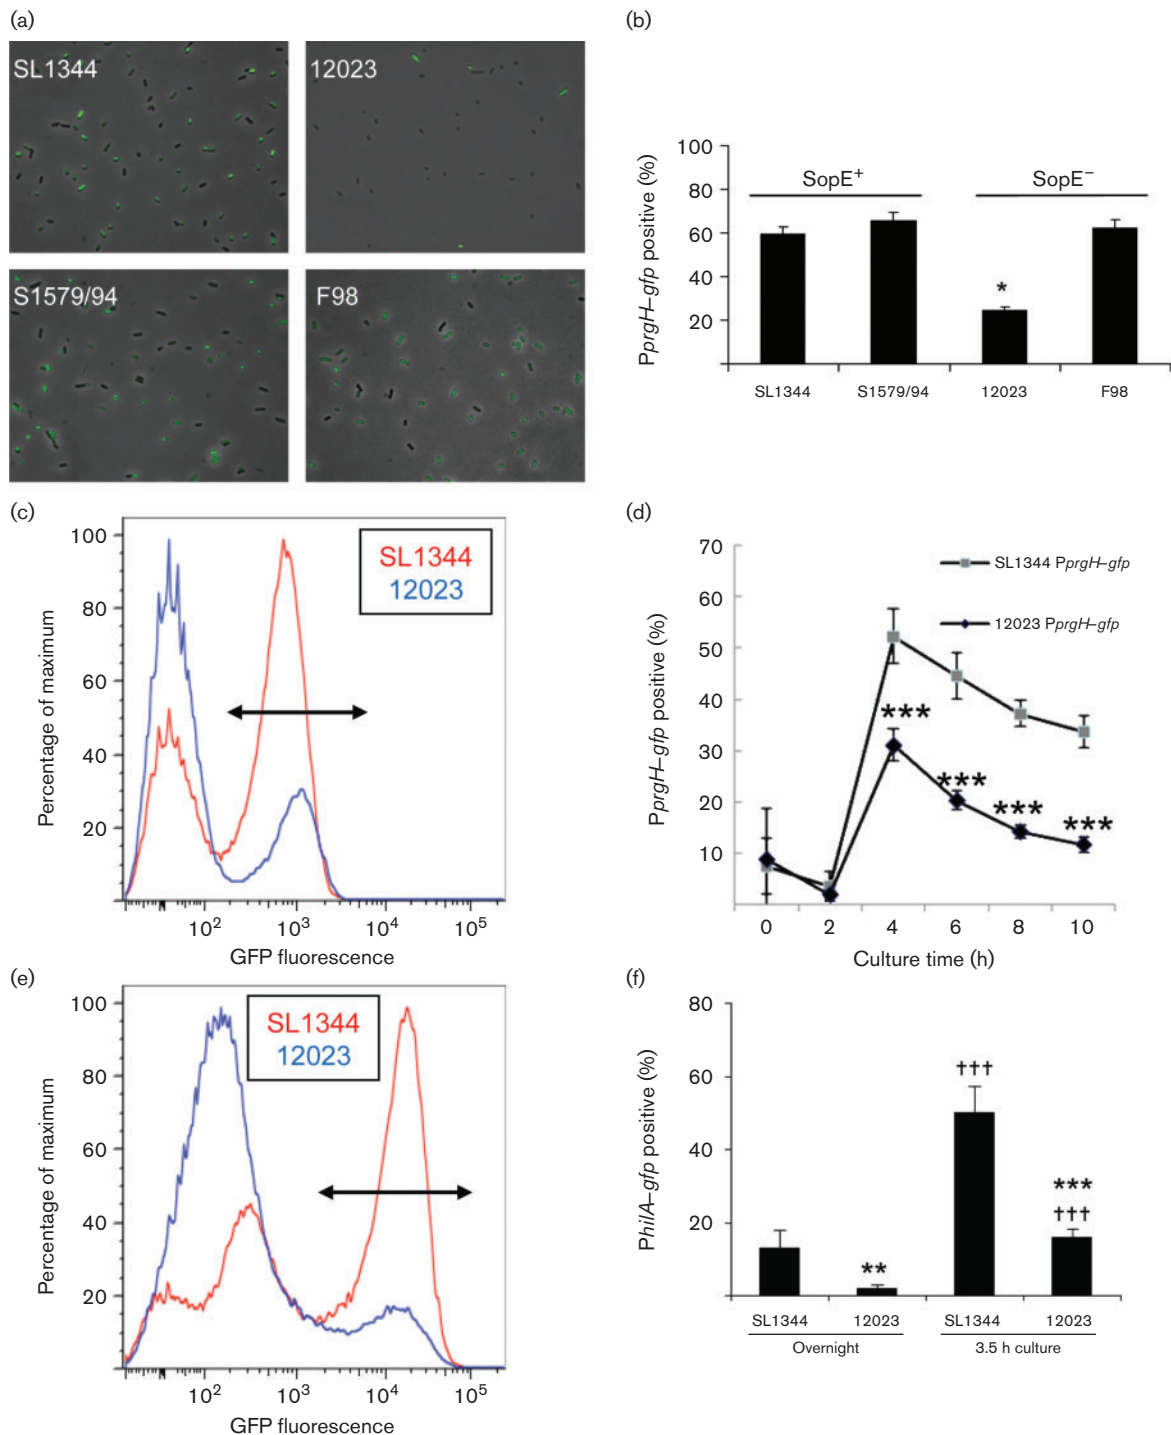 (a)
SL1344
12023
S1579/94
F98
(b)
PprgH–gfp positive (%)
100
80
60
40
20
SopE+
SopE−
*
SL1344
S1579/94
12023
F98
(c)
Percentage of maximum
100
80
60
40
20
SL1344
12023
10²
10³
10⁴
10⁵
GFP fluorescence
(d)
PprgH–gfp positive (%)
70
60
50
40
30
20
10
SL1344 PprgH–gfp
12023 PprgH–gfp
***
***
***
***
0
2
4
6
8
10
Culture time (h)
(e)
Percentage of maximum
100
80
60
40
20
SL1344
12023
10²
10³
10⁴
10⁵
GFP fluorescence
(f)
PhilA–gfp positive (%)
80
60
40
20
**
†††
***
†††
SL1344
12023
SL1344
12023
Overnight
3.5 h culture